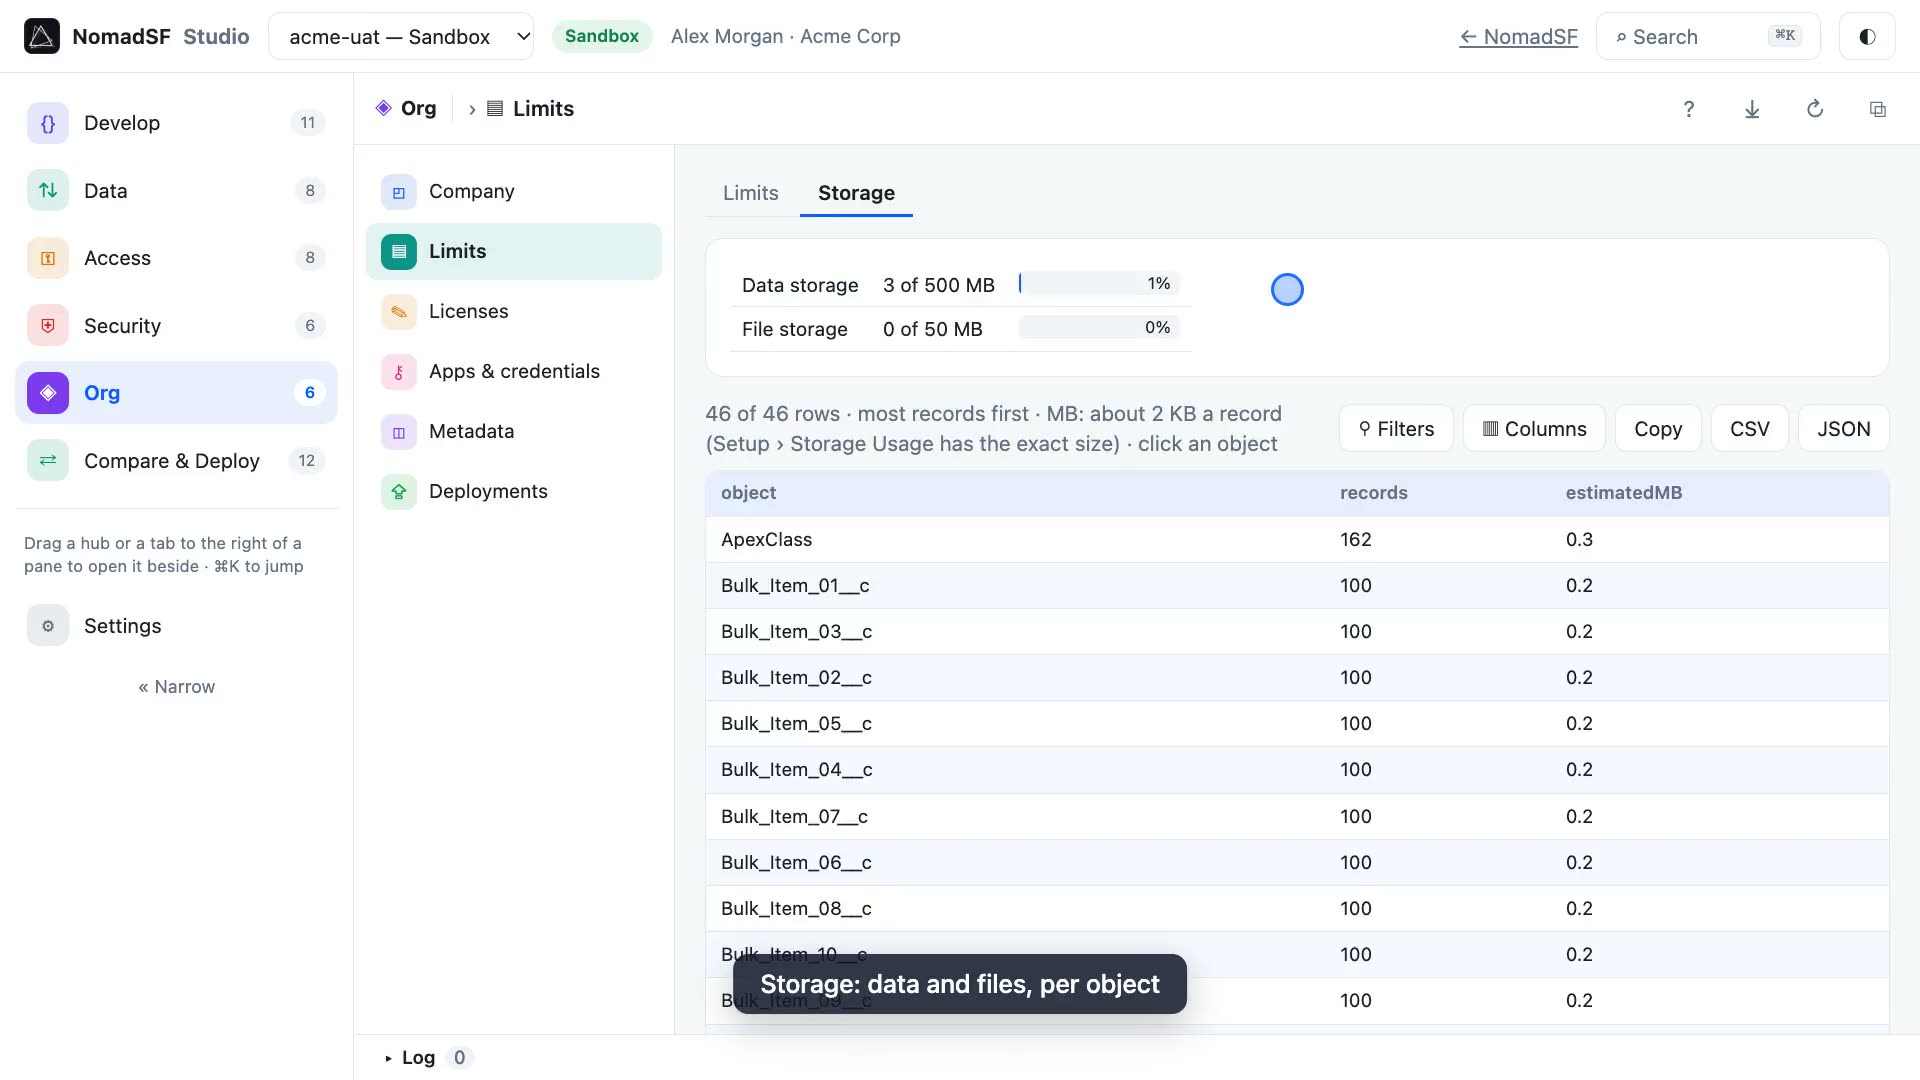 NomadSF Studio
acme-uat — Sandbox
Sandbox
Alex Morgan · Acme Corp
← NomadSF
Search
⌘K
{} Develop 11
Data 8
Access 8
Security 6
Org 6
Compare & Deploy 12
Drag a hub or a tab to the right of a
pane to open it beside · ⌘K to jump
Settings
« Narrow
Org › Limits
?
Company
Limits
Licenses
Apps & credentials
Metadata
Deployments
Limits Storage
Data storage 3 of 500 MB 1%
File storage 0 of 50 MB 0%
46 of 46 rows · most records first · MB: about 2 KB a record
(Setup › Storage Usage has the exact size) · click an object
Filters
Columns
Copy
CSV
JSON
object records estimatedMB
ApexClass 162 0.3
Bulk_Item_01__c 100 0.2
Bulk_Item_03__c 100 0.2
Bulk_Item_02__c 100 0.2
Bulk_Item_05__c 100 0.2
Bulk_Item_04__c 100 0.2
Bulk_Item_07__c 100 0.2
Bulk_Item_06__c 100 0.2
Bulk_Item_08__c 100 0.2
Bulk_Item_10__c 100 0.2
Bulk_Item_09__c 100 0.2
Storage: data and files, per object
▸ Log 0